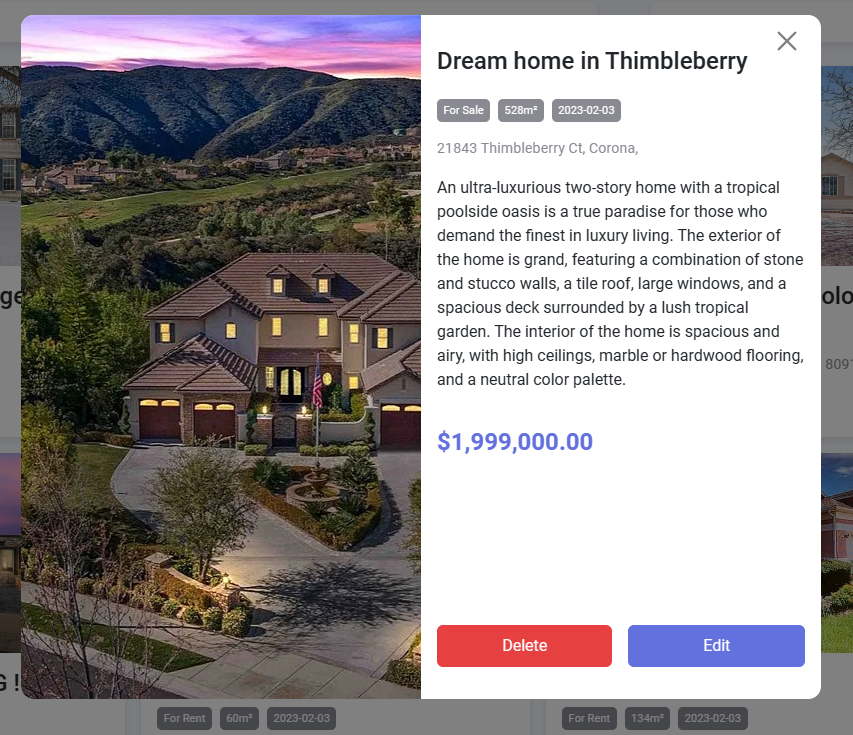 Dream home in Thimbleberry
For Sale 528m² 2023-02-03
21843 Thimbleberry Ct, Corona,
An ultra-luxurious two-story home with a tropical
poolside oasis is a true paradise for those who
demand the finest in luxury living. The exterior of
the home is grand, featuring a combination of stone
and stucco walls, a tile roof, large windows, and a
spacious deck surrounded by a lush tropical
garden. The interior of the home is spacious and
airy, with high ceilings, marble or hardwood flooring,
and a neutral color palette.
$1,999,000.00
Delete Edit
8091
G !
For Rent 60m² 2023-02-03
For Rent 134m² 2023-02-03